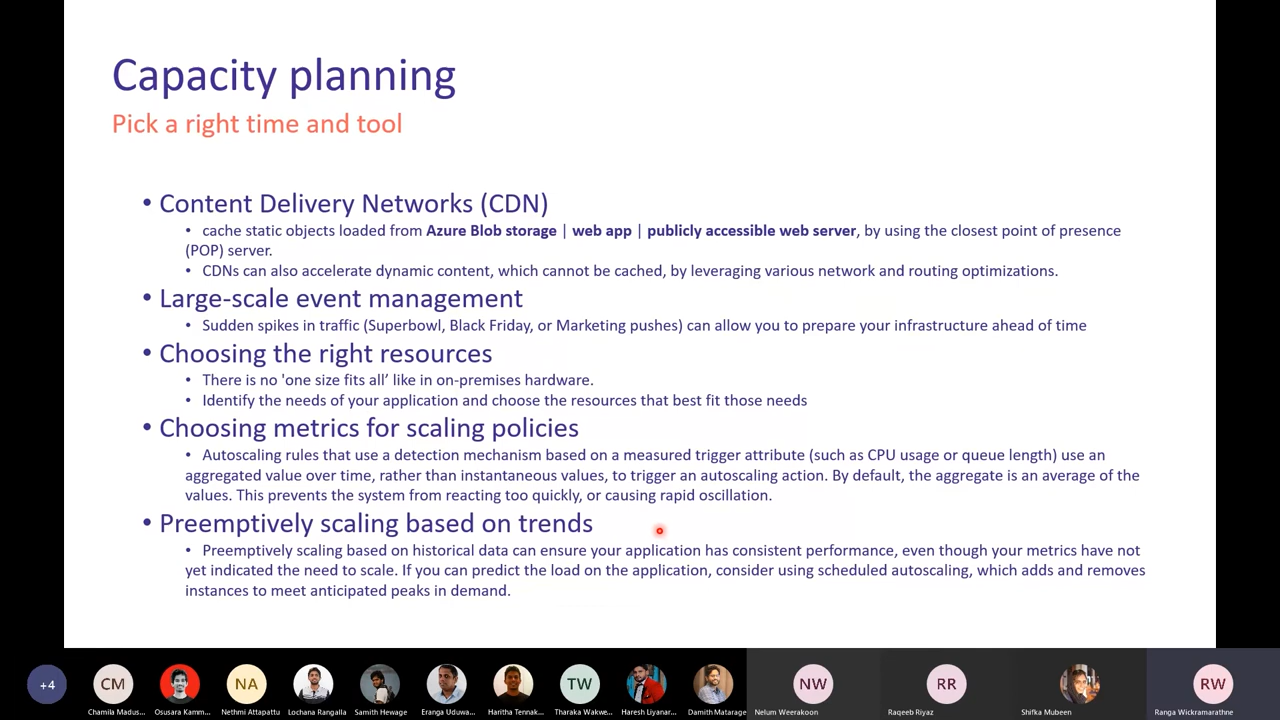 Capacity planning
Pick a right time and tool
• Content Delivery Networks (CDN)
• cache static objects loaded from Azure Blob storage | web app | publicly accessible web server, by using the closest point of presence
(POP) server.
• CDNs can also accelerate dynamic content, which cannot be cached, by leveraging various network and routing optimizations.
• Large-scale event management
• Sudden spikes in traffic (Superbowl, Black Friday, or Marketing pushes) can allow you to prepare your infrastructure ahead of time
• Choosing the right resources
• There is no 'one size fits all’ like in on-premises hardware.
• Identify the needs of your application and choose the resources that best fit those needs
• Choosing metrics for scaling policies
• Autoscaling rules that use a detection mechanism based on a measured trigger attribute (such as CPU usage or queue length) use an
aggregated value over time, rather than instantaneous values, to trigger an autoscaling action. By default, the aggregate is an average of the
values. This prevents the system from reacting too quickly, or causing rapid oscillation.
• Preemptively scaling based on trends
• Preemptively scaling based on historical data can ensure your application has consistent performance, even though your metrics have not
yet indicated the need to scale. If you can predict the load on the application, consider using scheduled autoscaling, which adds and removes
instances to meet anticipated peaks in demand.
+4 CM NA TW NW RR RW
Chamila Madus... Osusara Kamm... Nethmi Attapattu Lochana Rangalla Samith Hewage Eranga Uduwa... Haritha Tennak... Tharaka Wakwe... Haresh Liyanar... Damith Matarage Nelum Weerakoon Raqeeb Riyaz Shifka Mubeen Ranga Wickramarathne